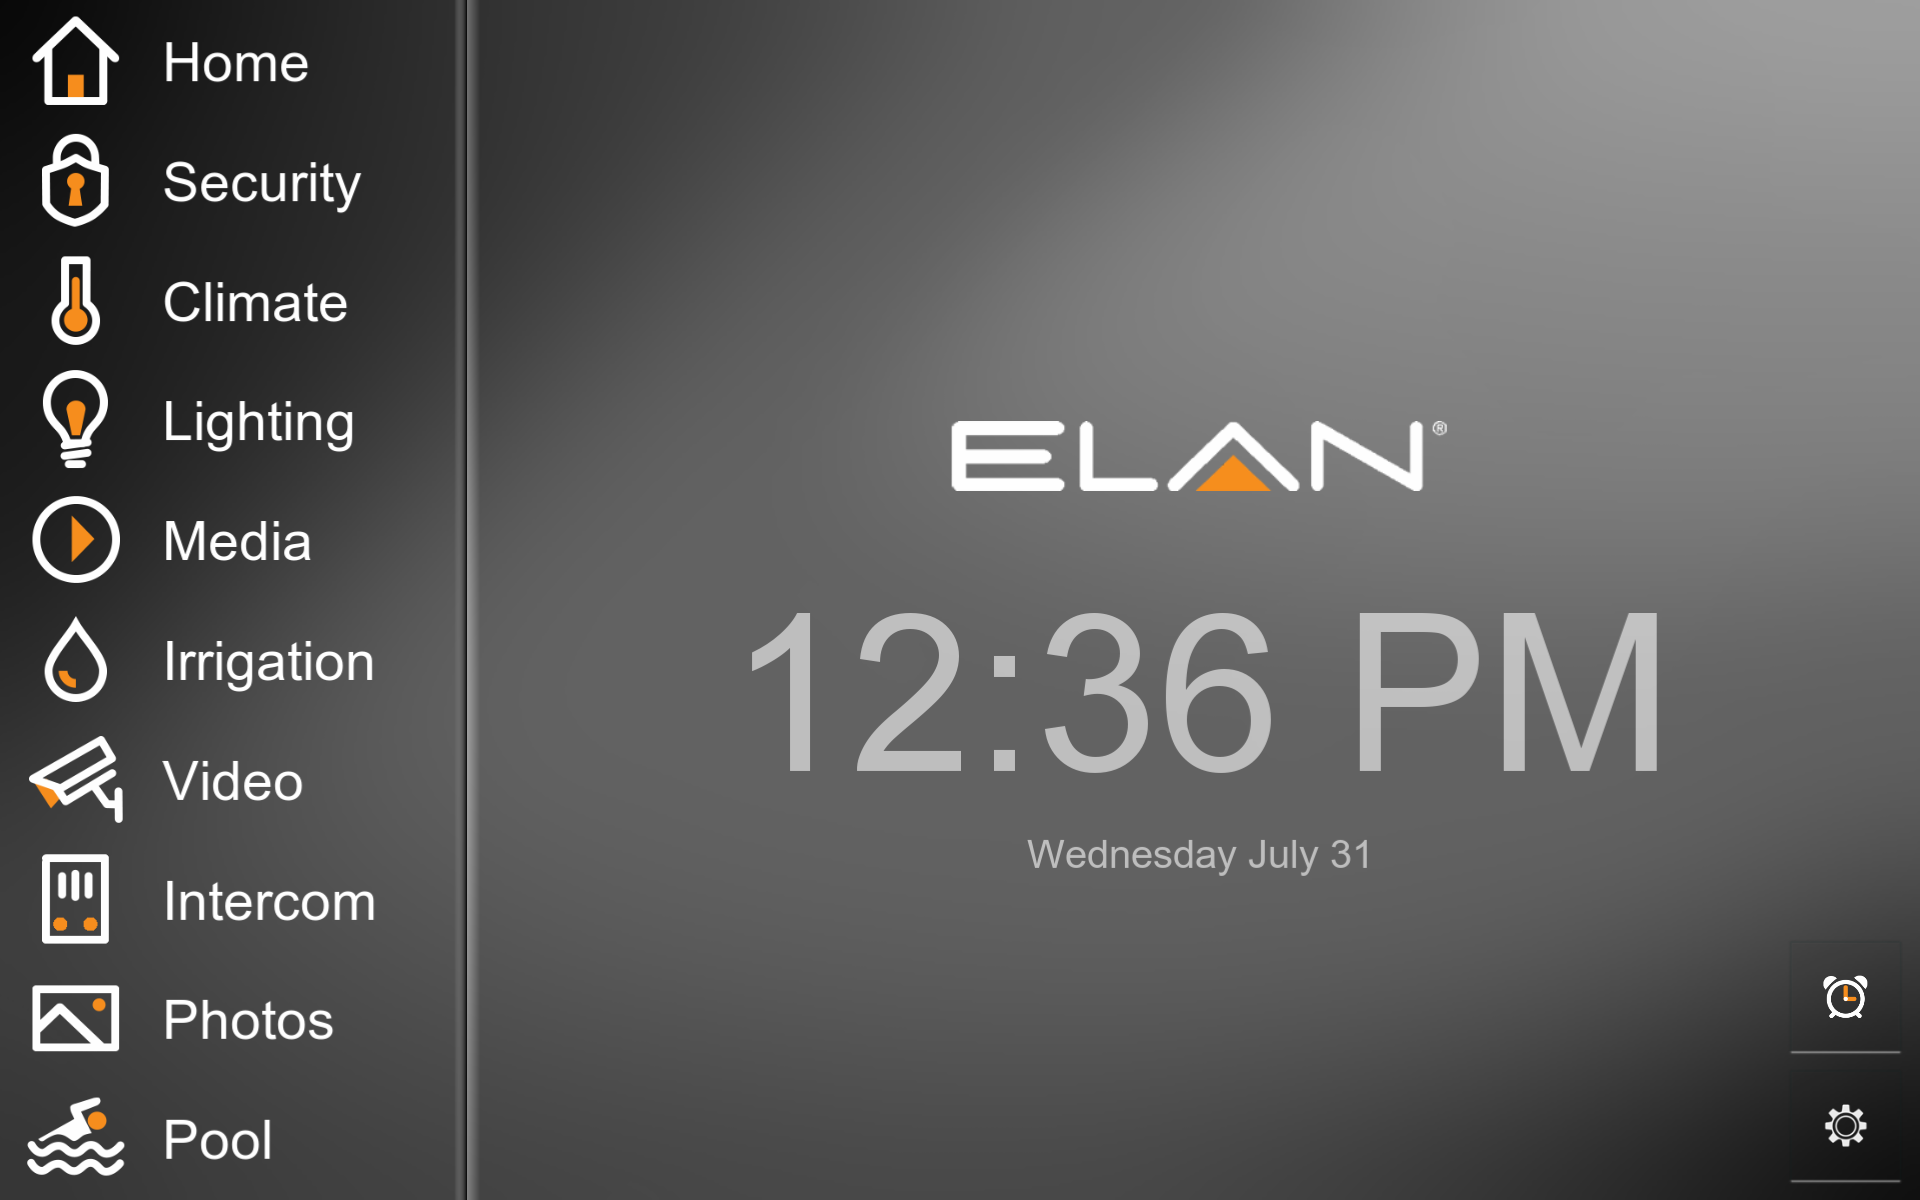 Home
Security
Climate
Lighting
Media
Irrigation
Video
Intercom
Photos
Pool
ELAN®
12:36 PM
Wednesday July 31